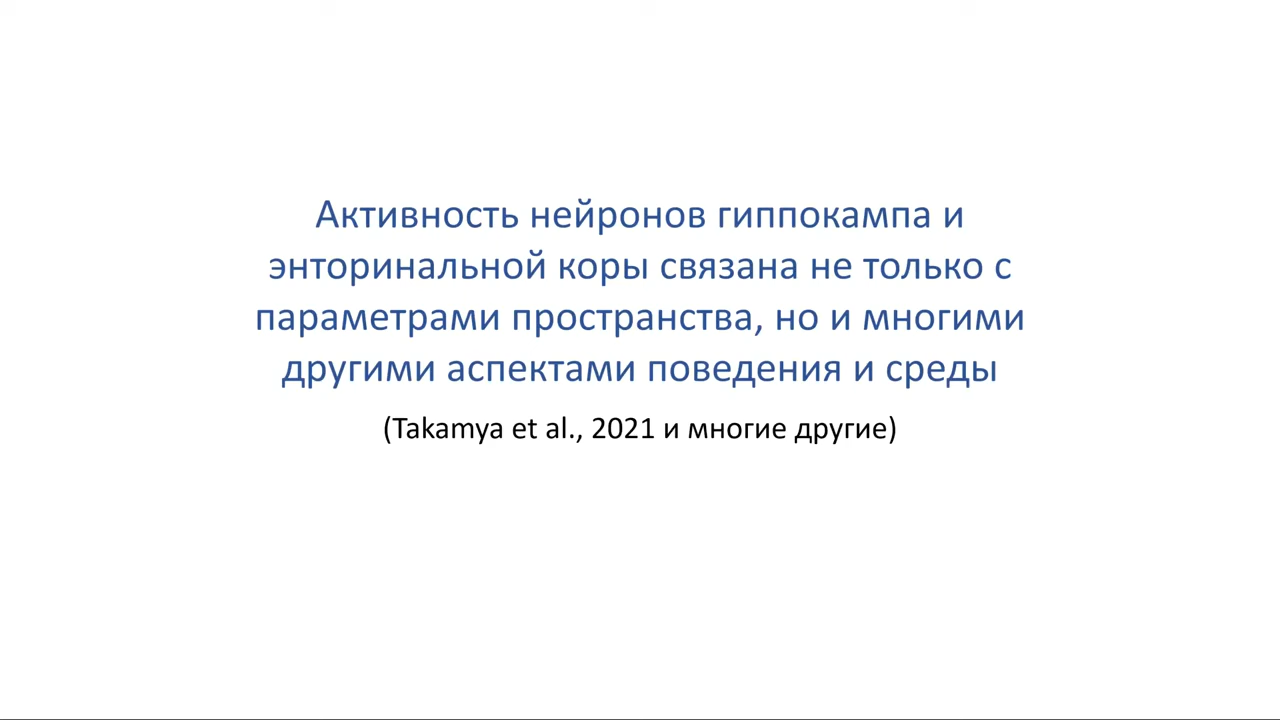 Активность нейронов гиппокампа и
энторинальной коры связана не только с
параметрами пространства, но и многими
другими аспектами поведения и среды
(Takamya et al., 2021 и многие другие)